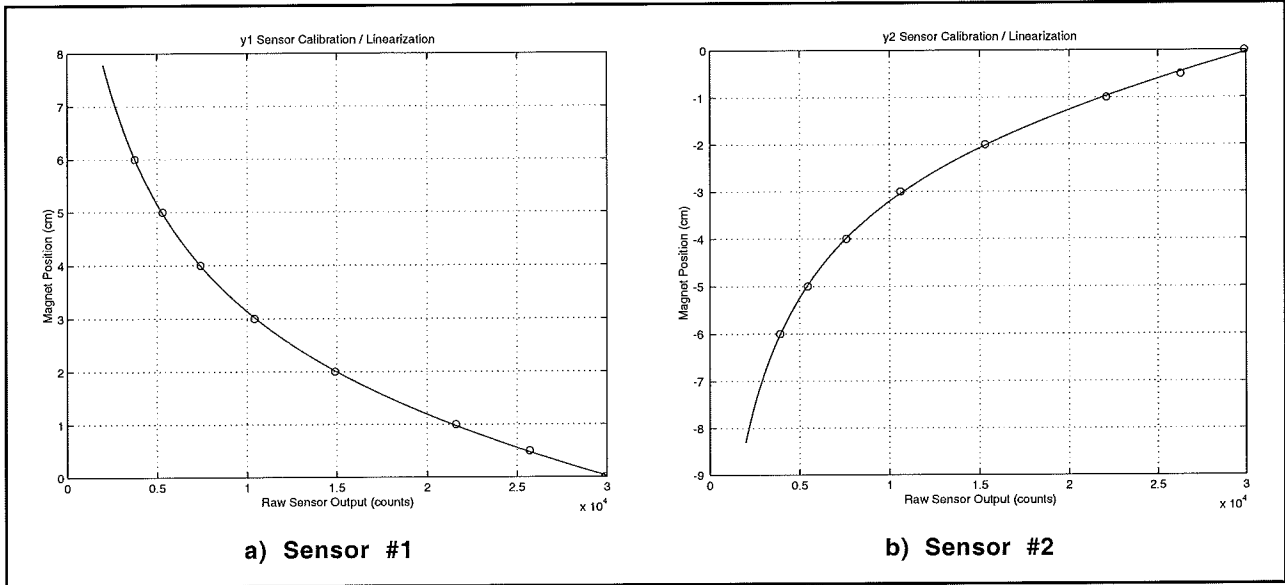 y1 Sensor Calibration / Linearization
8
7
6
5
4
3
2
1
0
Magnet Position (cm)
0 0.5 1 1.5 2 2.5 3
Raw Sensor Output (counts)
x 10^4
a) Sensor #1
y2 Sensor Calibration / Linearization
0
-1
-2
-3
-4
-5
-6
-7
-8
-9
Magnet Position (cm)
0 0.5 1 1.5 2 2.5 3
Raw Sensor Output (counts)
x 10^4
b) Sensor #2